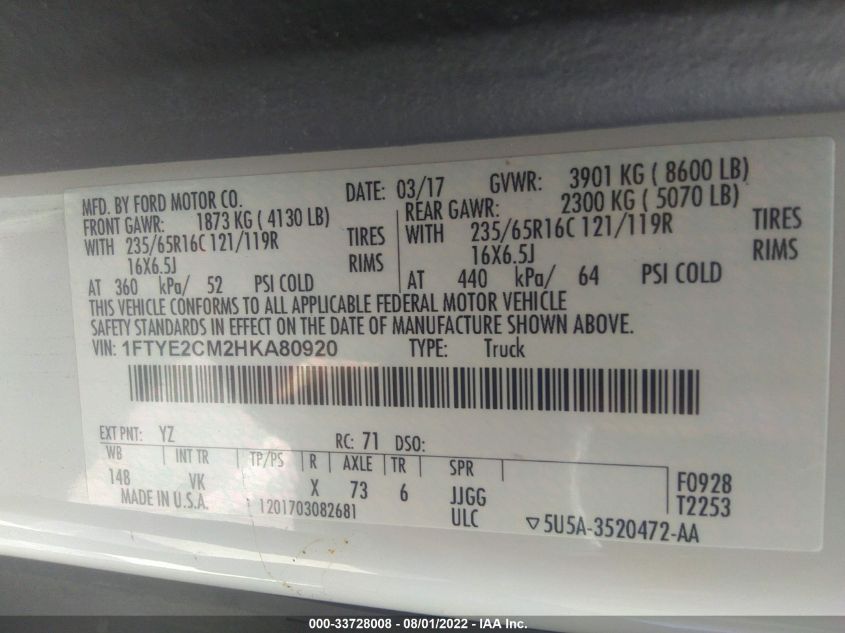 MFD. BY FORD MOTOR CO. DATE: 03/17 GVWR: 3901 KG ( 8600 LB)
FRONT GAWR: 1873 KG ( 4130 LB) REAR GAWR: 2300 KG ( 5070 LB)
WITH 235/65R16C 121/119R TIRES WITH 235/65R16C 121/119R TIRES
16X6.5J RIMS 16X6.5J RIMS
AT 360 kPa/ 52 PSI COLD AT 440 kPa/ 64 PSI COLD
THIS VEHICLE CONFORMS TO ALL APPLICABLE FEDERAL MOTOR VEHICLE
SAFETY STANDARDS IN EFFECT ON THE DATE OF MANUFACTURE SHOWN ABOVE.
VIN: 1FTYE2CM2HKA80920 TYPE: Truck
EXT PNT: YZ RC: 71 DSO:
WB INT TR TP/PS R AXLE TR SPR
14B VK X 73 6 JJGG F0928
MADE IN U.S.A. 1201703082681 ULC T2253
▽5U5A-3520472-AA
000-33728008 - 08/01/2022 - IAA Inc.